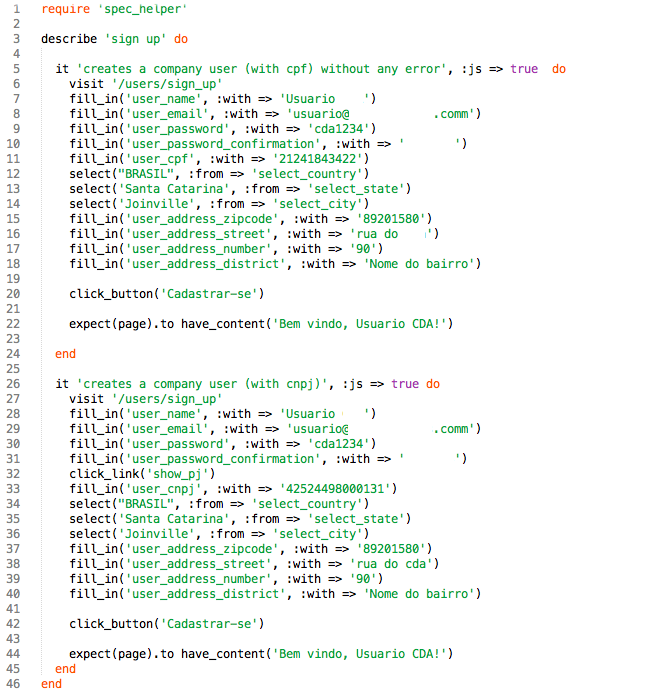 1 require 'spec_helper'
2
3 describe 'sign up' do
4
5 it 'creates a company user (with cpf) without any error', :js => true do
6 visit '/users/sign_up'
7 fill_in('user_name', :with => 'Usuario ')
8 fill_in('user_email', :with => 'usuario@ .comm')
9 fill_in('user_password', :with => 'cda1234')
10 fill_in('user_password_confirmation', :with => ' ')
11 fill_in('user_cpf', :with => '21241843422')
12 select("BRASIL", :from => 'select_country')
13 select('Santa Catarina', :from => 'select_state')
14 select('Joinville', :from => 'select_city')
15 fill_in('user_address_zipcode', :with => '89201580')
16 fill_in('user_address_street', :with => 'rua do ')
17 fill_in('user_address_number', :with => '90')
18 fill_in('user_address_district', :with => 'Nome do bairro')
19
20 click_button('Cadastrar-se')
21
22 expect(page).to have_content('Bem vindo, Usuario CDA!')
23
24 end
25
26 it 'creates a company user (with cnpj)', :js => true do
27 visit '/users/sign_up'
28 fill_in('user_name', :with => 'Usuario ')
29 fill_in('user_email', :with => 'usuario@ .comm')
30 fill_in('user_password', :with => 'cda1234')
31 fill_in('user_password_confirmation', :with => ' ')
32 click_link('show_pj')
33 fill_in('user_cnpj', :with => '42524498000131')
34 select("BRASIL", :from => 'select_country')
35 select('Santa Catarina', :from => 'select_state')
36 select('Joinville', :from => 'select_city')
37 fill_in('user_address_zipcode', :with => '89201580')
38 fill_in('user_address_street', :with => 'rua do cda')
39 fill_in('user_address_number', :with => '90')
40 fill_in('user_address_district', :with => 'Nome do bairro')
41
42 click_button('Cadastrar-se')
43
44 expect(page).to have_content('Bem vindo, Usuario CDA!')
45 end
46 end